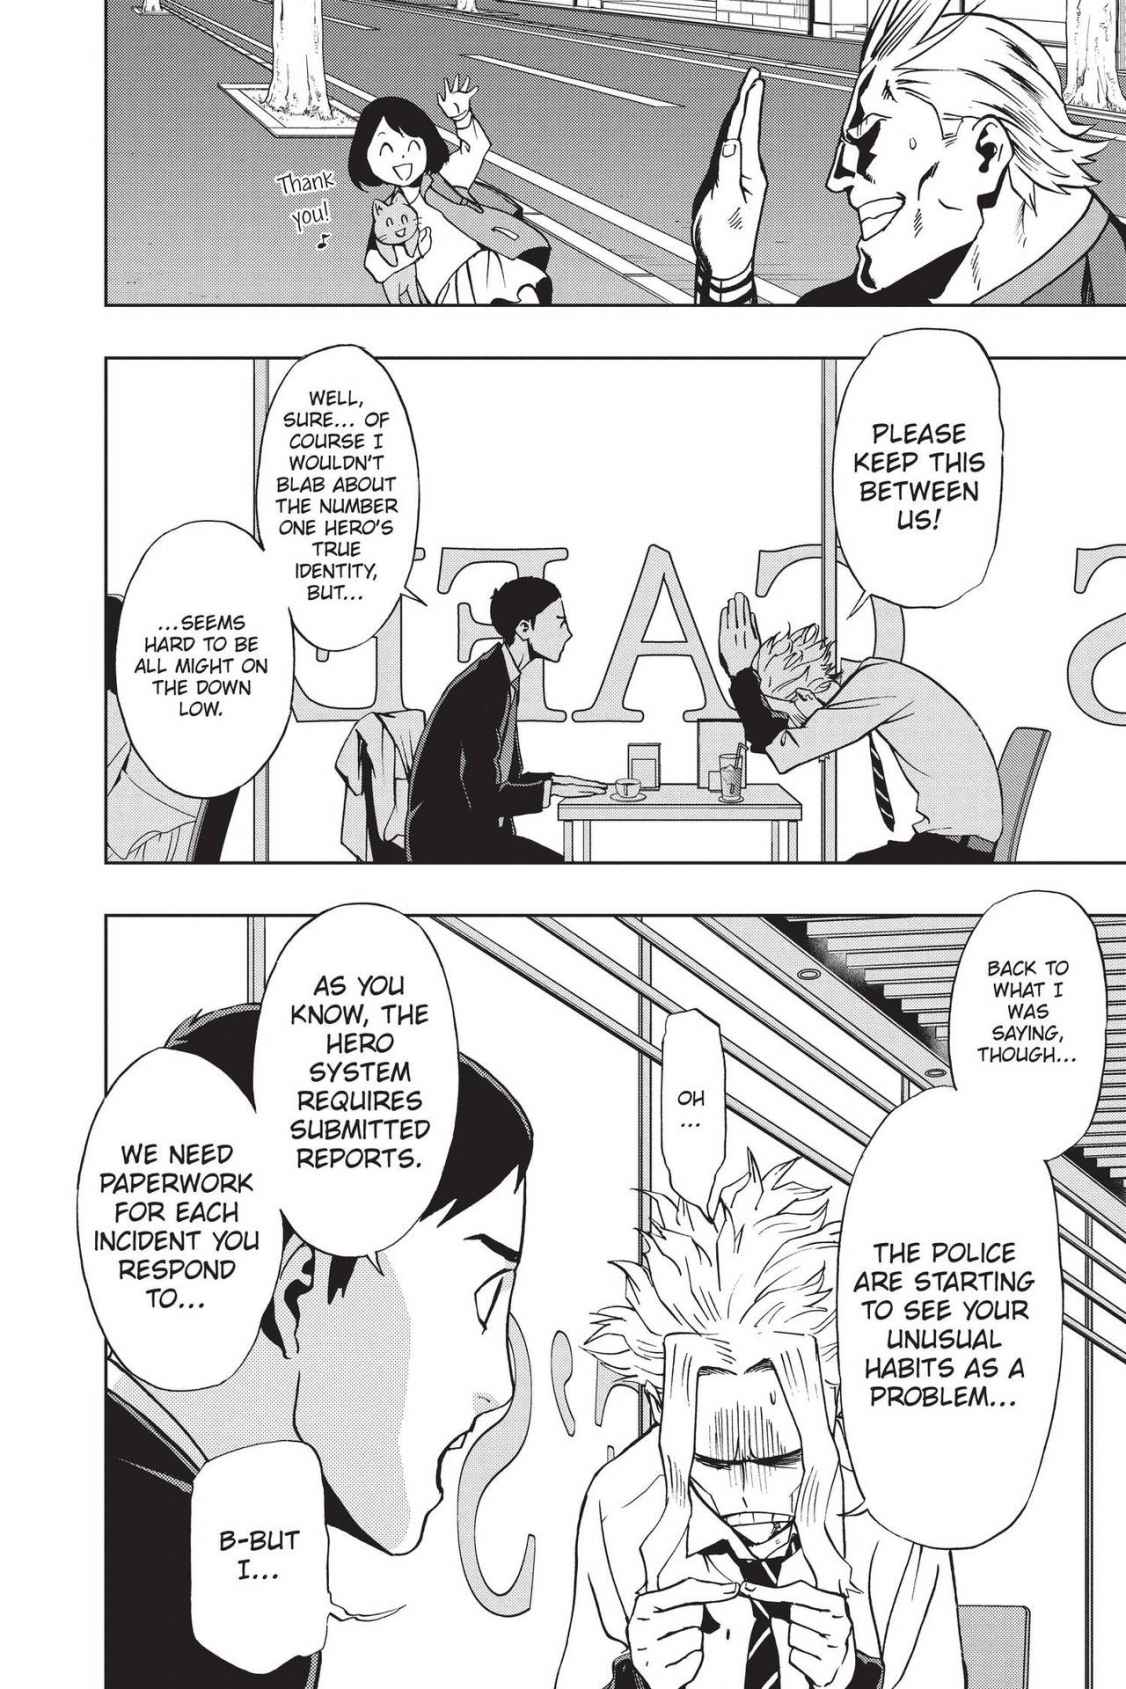 Thank
you!
PLEASE
KEEP THIS
BETWEEN
US!
WELL,
SURE... OF
COURSE I
WOULDN'T
BLAB ABOUT
THE NUMBER
ONE HERO'S
TRUE
IDENTITY,
BUT...
...SEEMS
HARD TO BE
ALL MIGHT ON
THE DOWN
LOW.
S CAFE
BACK TO
WHAT I
WAS
SAYING,
THOUGH...
THE POLICE
ARE STARTING
TO SEE YOUR
UNUSUAL
HABITS AS A
PROBLEM...
OH
...
AS YOU
KNOW, THE
HERO
SYSTEM
REQUIRES
SUBMITTED
REPORTS.
WE NEED
PAPERWORK
FOR EACH
INCIDENT YOU
RESPOND
TO...
B-BUT
I...